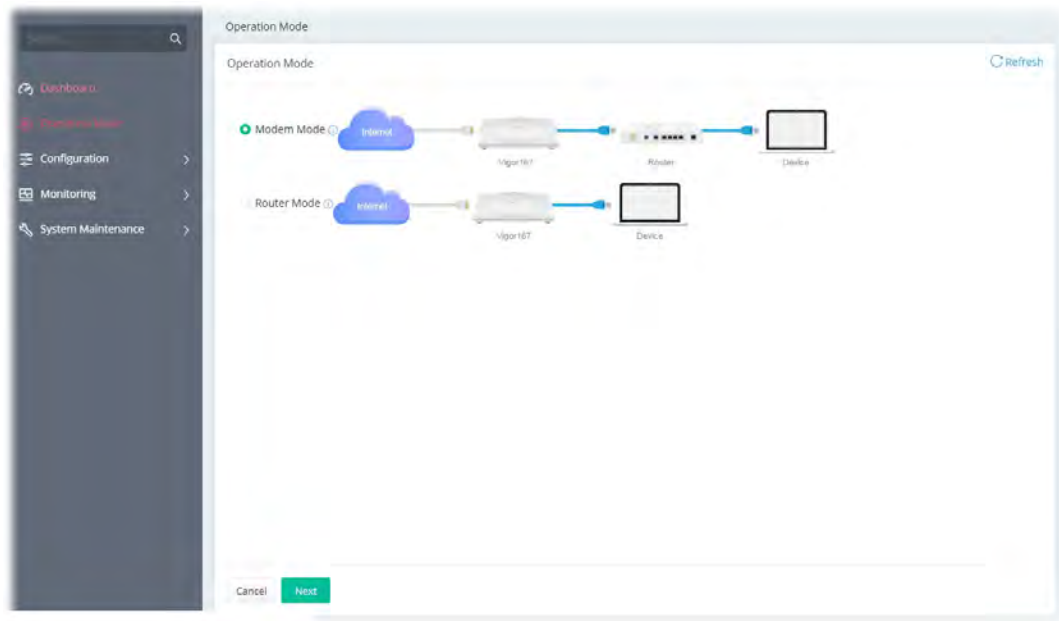 Operation Mode
Operation Mode
Refresh
Dashboard
Configuration
Monitoring
System Maintenance
Modem Mode
Internet
Vigor167
Router
Device
Router Mode
Internet
Vigor167
Device
Cancel
Next